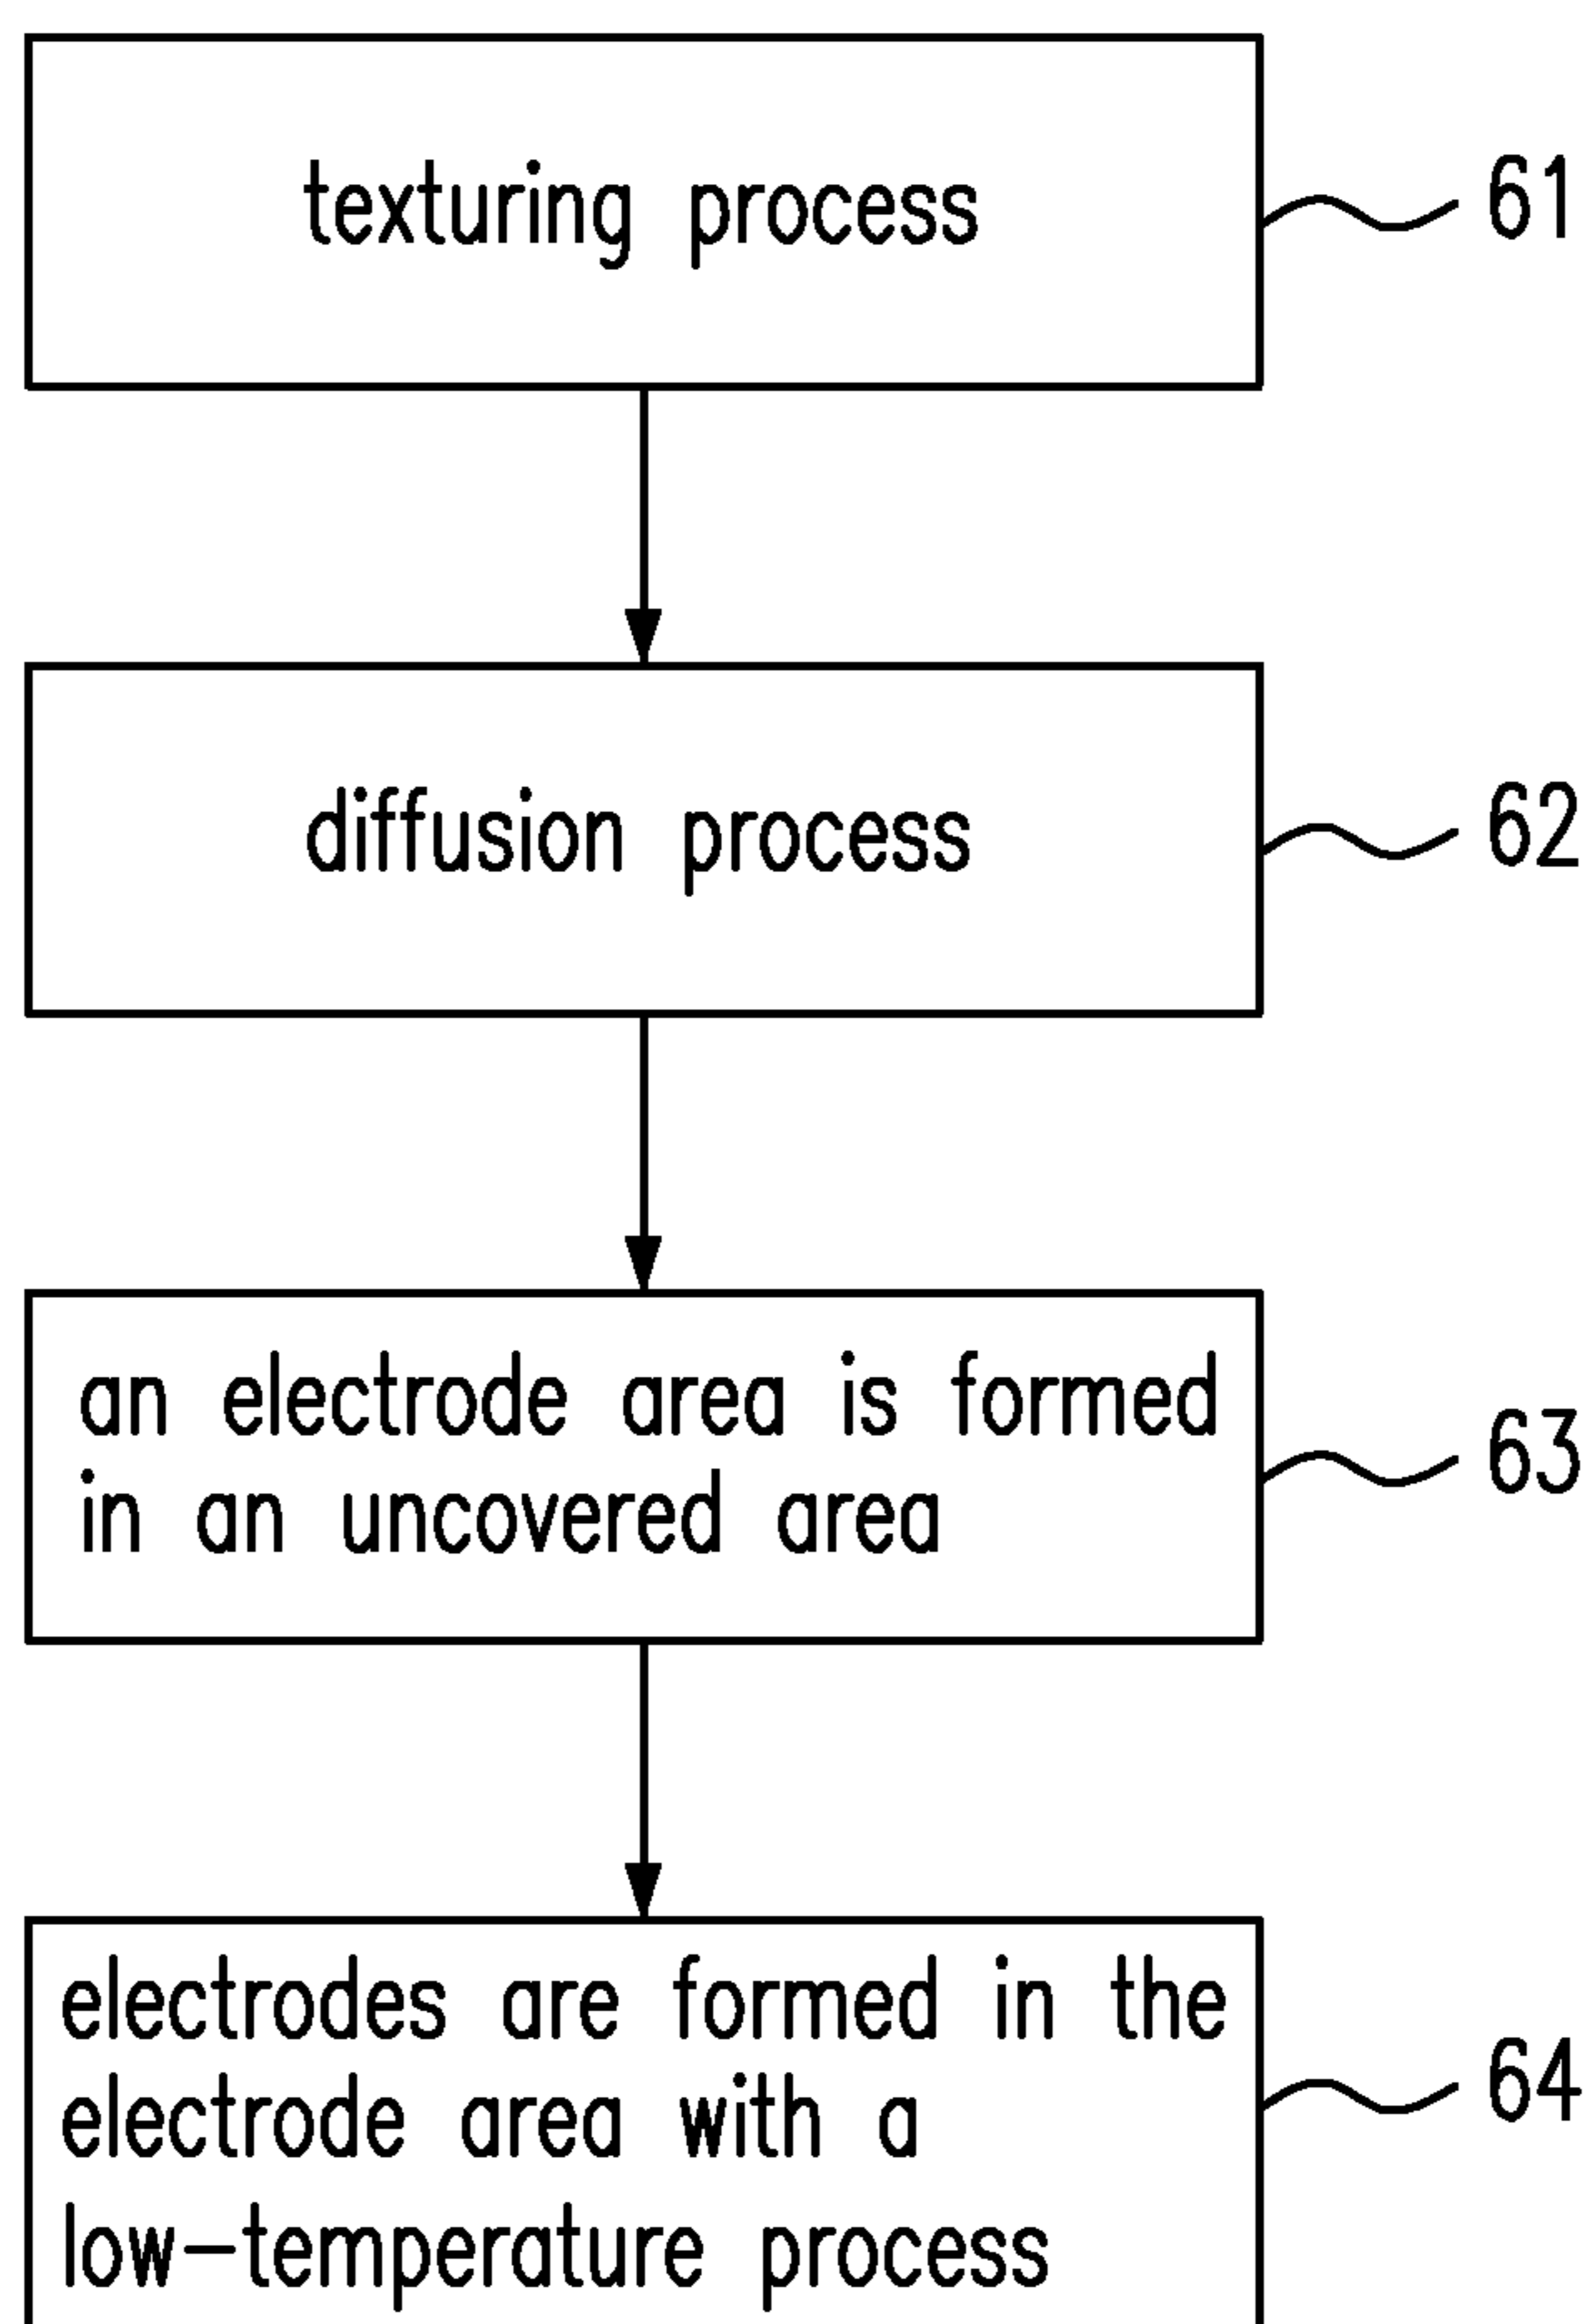 texturing process
61
diffusion process
62
an electrode area is formed
in an uncovered area
63
electrodes are formed in the
electrode area with a
low-temperature process
64